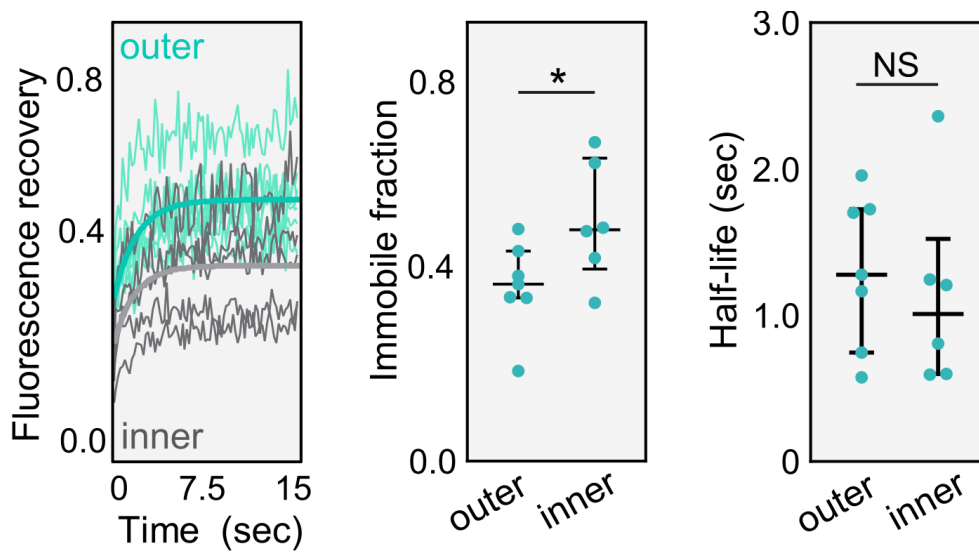 Fluorescence recovery
0.8
0.4
0.0
outer
inner
0
7.5
15
Time (sec)
Immobile fraction
0.8
0.4
0.0
*
outer
inner
Half-life (sec)
3.0
2.0
1.0
0
NS
outer
inner